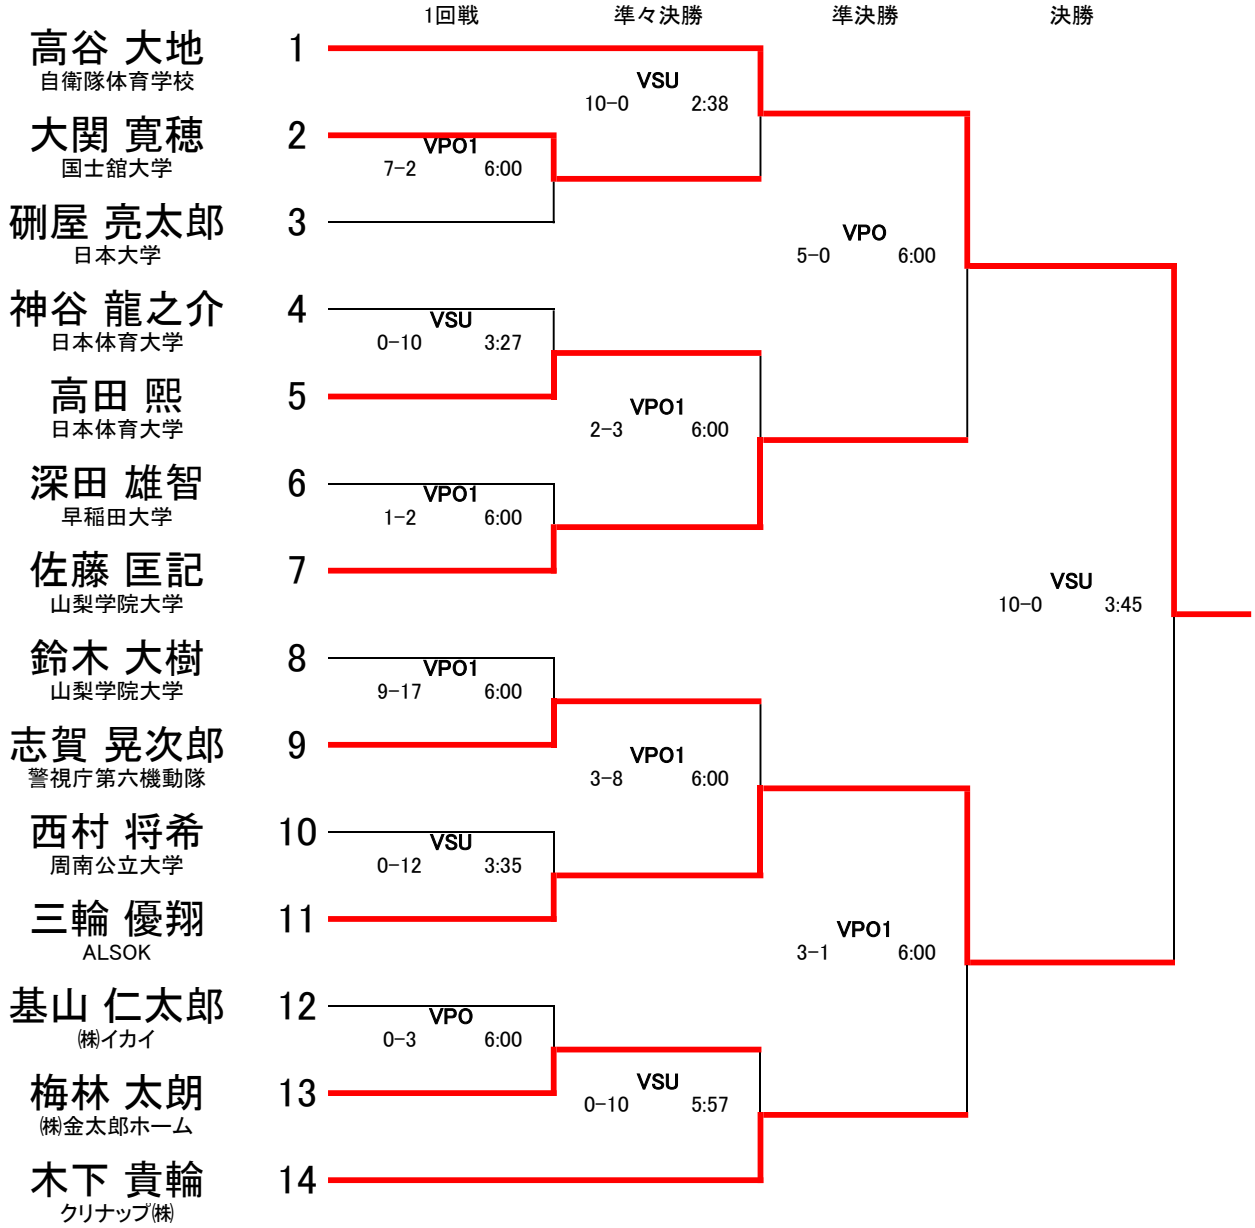 1回戦 準々決勝 準決勝 決勝
高谷 大地 1
自衛隊体育学校
VSU
10-0 2:38
大関 寛穂 2
国士舘大学
VPO1
7-2 6:00
硎屋 亮太郎 3
日本大学
VPO
5-0 6:00
神谷 龍之介 4
日本体育大学
VSU
0-10 3:27
高田 煕 5
日本体育大学
VPO1
2-3 6:00
深田 雄智 6
早稲田大学
VPO1
1-2 6:00
佐藤 匡記 7
山梨学院大学
VSU
10-0 3:45
鈴木 大樹 8
山梨学院大学
VPO1
9-17 6:00
志賀 晃次郎 9
警視庁第六機動隊
VPO1
3-8 6:00
西村 将希 10
周南公立大学
VSU
0-12 3:35
三輪 優翔 11
ALSOK
VPO1
3-1 6:00
基山 仁太郎 12
㈱イカイ
VPO
0-3 6:00
梅林 太朗 13
㈱金太郎ホーム
VSU
0-10 5:57
木下 貴輪 14
クリナップ㈱